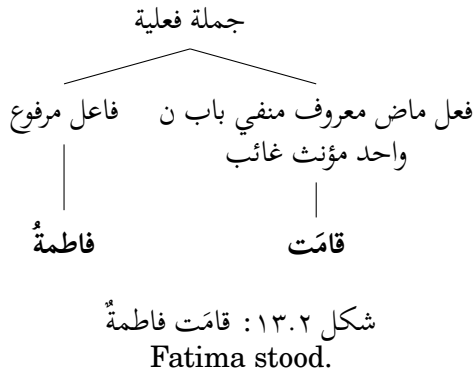 جملة فعلية
فعل ماض معروف منفي باب ن فاعل مرفوع
واحد مؤنث غائب
قامَت فاطمةُ
شكل ١٣.٢: قامَت فاطمةٌ
Fatima stood.